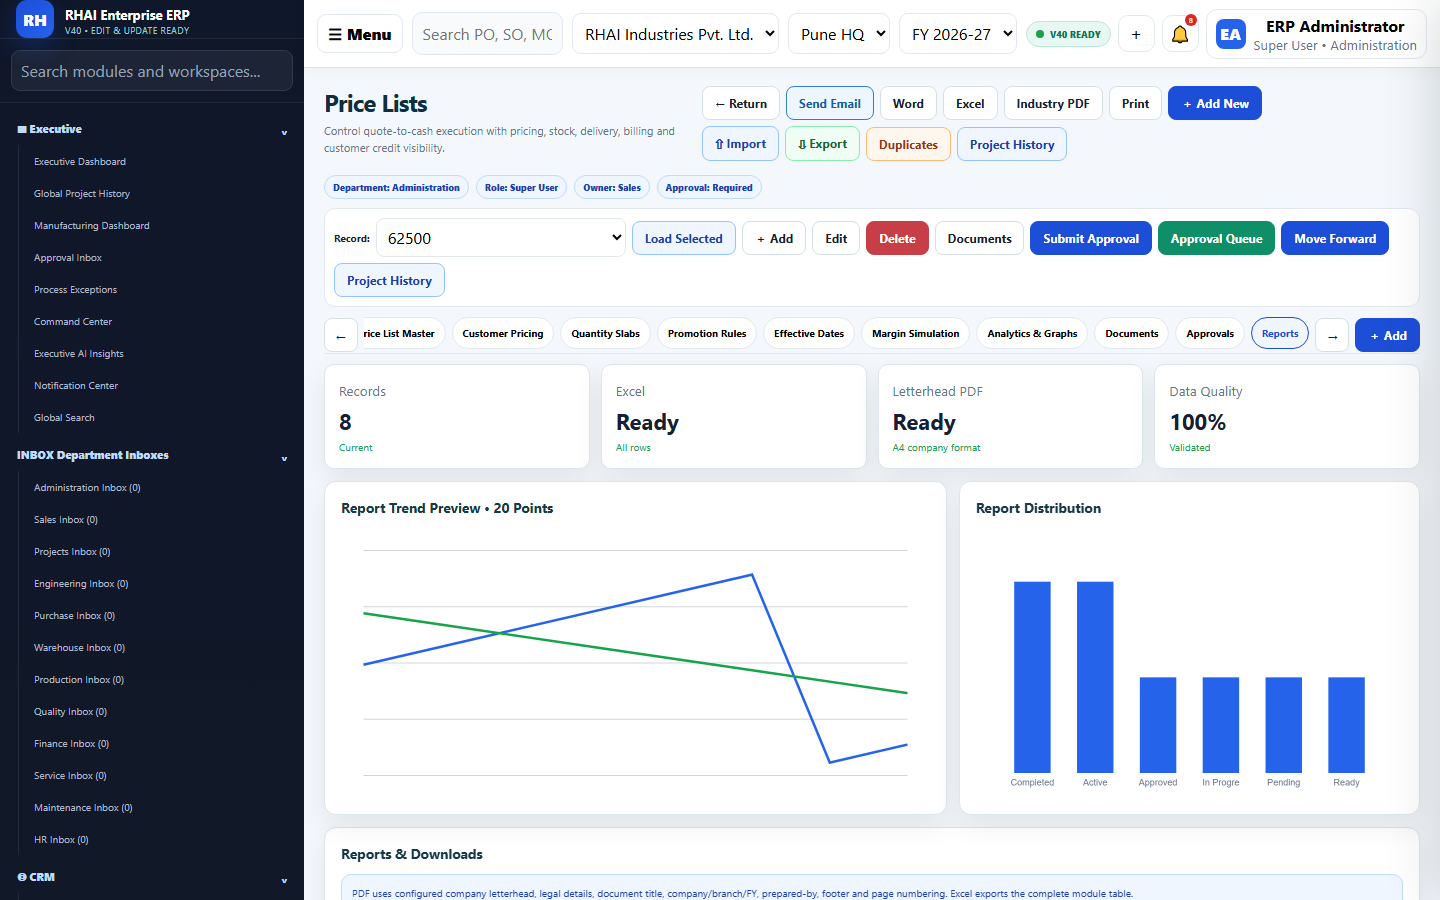 RH
RHAI Enterprise ERP
V40 • EDIT & UPDATE READY
Search modules and workspaces...
Executive
Executive Dashboard
Global Project History
Manufacturing Dashboard
Approval Inbox
Process Exceptions
Command Center
Executive AI Insights
Notification Center
Global Search
INBOX Department Inboxes
Administration Inbox (0)
Sales Inbox (0)
Projects Inbox (0)
Engineering Inbox (0)
Purchase Inbox (0)
Warehouse Inbox (0)
Production Inbox (0)
Quality Inbox (0)
Finance Inbox (0)
Service Inbox (0)
Maintenance Inbox (0)
HR Inbox (0)
CRM
☰ Menu
Search PO, SO, MO
RHAI Industries Pvt. Ltd.
Pune HQ
FY 2026-27
V40 READY
+
8
EA
ERP Administrator
Super User • Administration
Price Lists
Control quote-to-cash execution with pricing, stock, delivery, billing and
customer credit visibility.
← Return
Send Email
Word
Excel
Industry PDF
Print
+ Add New
⇧ Import
⇩ Export
Duplicates
Project History
Department: Administration
Role: Super User
Owner: Sales
Approval: Required
Record:
62500
Load Selected
+ Add
Edit
Delete
Documents
Submit Approval
Approval Queue
Move Forward
Project History
←
rice List Master
Customer Pricing
Quantity Slabs
Promotion Rules
Effective Dates
Margin Simulation
Analytics & Graphs
Documents
Approvals
Reports
→
+ Add
Records
8
Current
Excel
Ready
All rows
Letterhead PDF
Ready
A4 company format
Data Quality
100%
Validated
Report Trend Preview • 20 Points
Report Distribution
Completed
Active
Approved
In Progre
Pending
Ready
Reports & Downloads
PDF uses configured company letterhead, legal details, document title, company/branch/FY, prepared-by, footer and page numbering. Excel exports the complete module table.